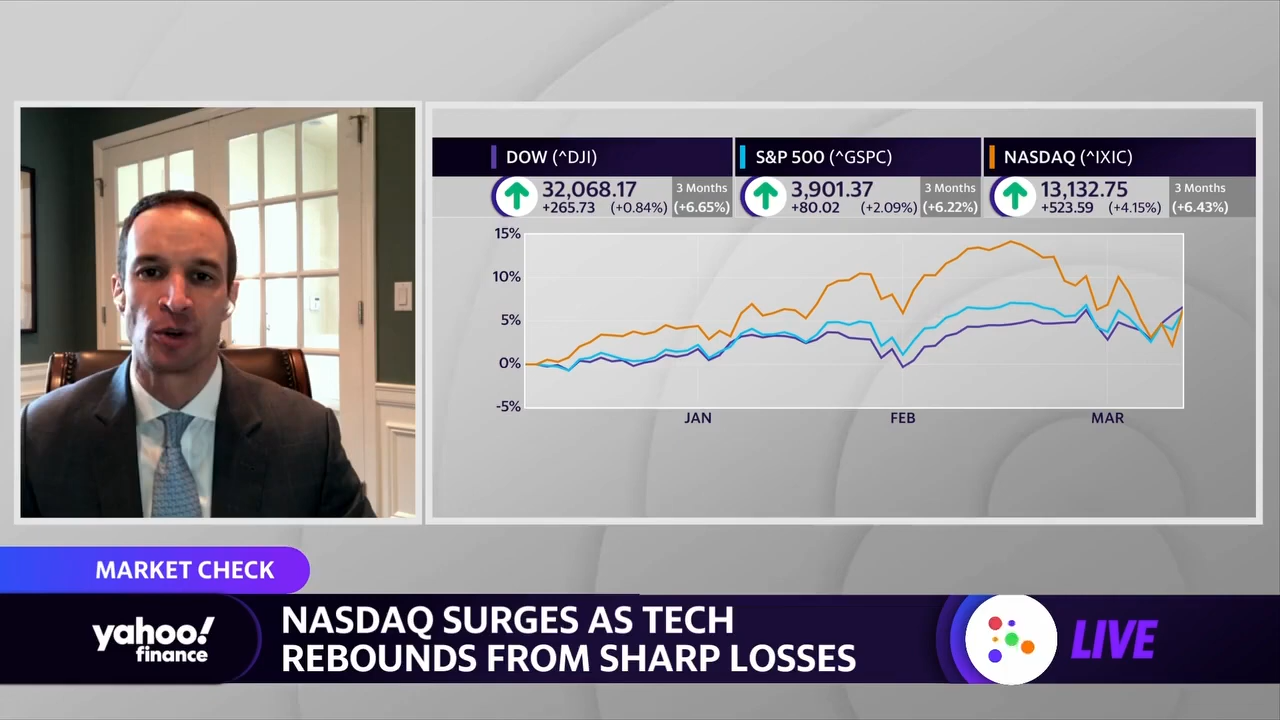 DOW (^DJI)
32,068.17
+265.73 (+0.84%)
3 Months
(+6.65%)
S&P 500 (^GSPC)
3,901.37
+80.02 (+2.09%)
3 Months
(+6.22%)
NASDAQ (^IXIC)
13,132.75
+523.59 (+4.15%)
3 Months
(+6.43%)
15%
10%
5%
0%
-5%
JAN FEB MAR
MARKET CHECK
yahoo!
finance
NASDAQ SURGES AS TECH
REBOUNDS FROM SHARP LOSSES
LIVE